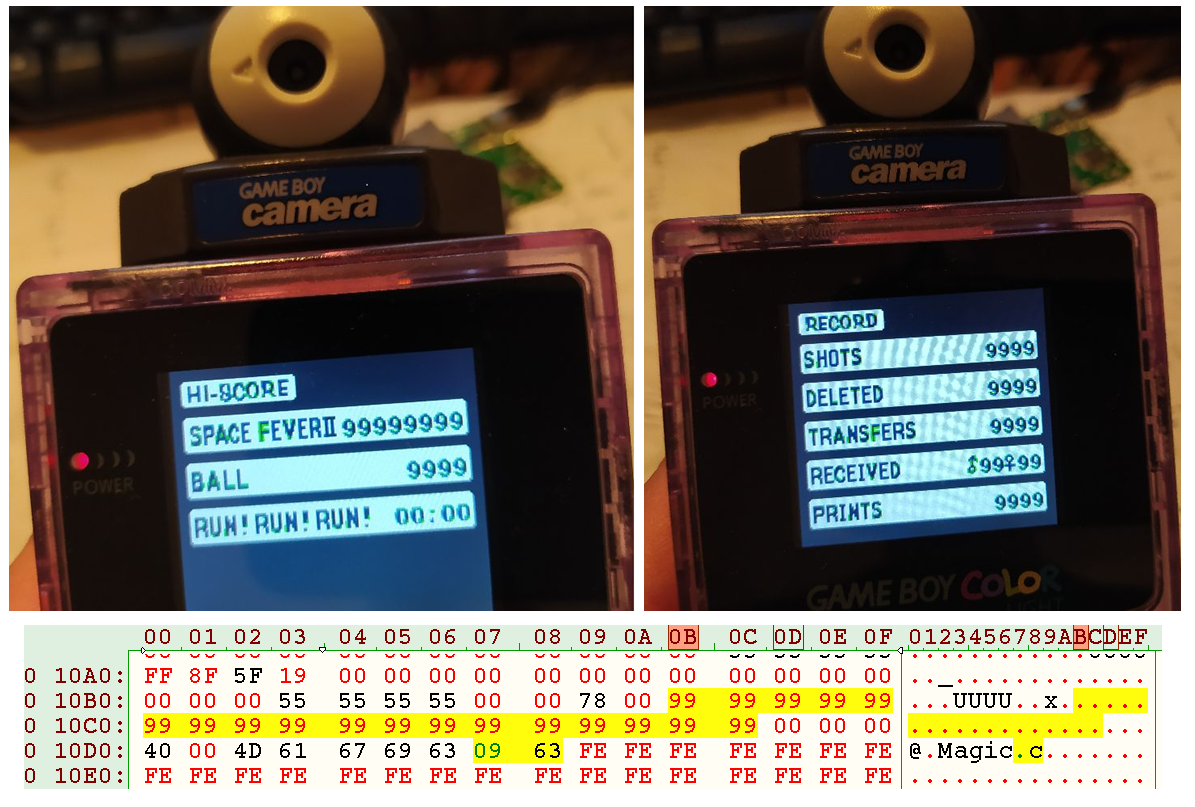 GAME BOY
camera
HI-SCORE
SPACE FEVERII 99999999
BALL 9999
RUN! RUN! RUN! 00:00
POWER
GAME BOY
camera
RECORD
SHOTS 9999
DELETED 9999
TRANSFERS 9999
RECEIVED ♂99♀99
PRINTS 9999
POWER
GAME BOY COLOR
00 01 02 03 04 05 06 07 08 09 0A 0B 0C 0D 0E 0F 0123456789ABCDEF
0 10A0: FF 8F 5F 19 00 00 00 00 00 00 00 00 00 00 00 00 .._.............
0 10B0: 00 00 00 55 55 55 55 00 00 78 00 99 99 99 99 99 ...UUUU..x......
0 10C0: 99 99 99 99 99 99 99 99 99 99 99 99 99 00 00 00 ................
0 10D0: 40 00 4D 61 67 69 63 09 63 FE FE FE FE FE FE FE @.Magic.c.......
0 10E0: FE FE FE FE FE FE FE FE FE FE FE FE FE FE FE FE ................